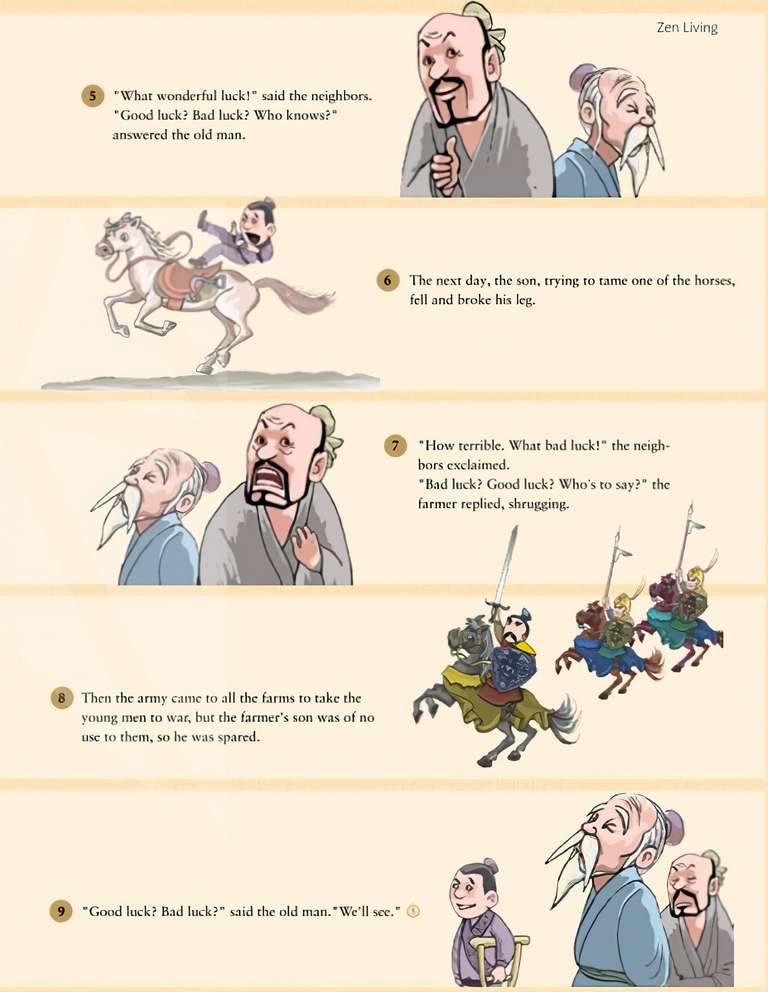 Zen Living
5 "What wonderful luck!" said the neighbors.
"Good luck? Bad luck? Who knows?"
answered the old man.
6 The next day, the son, trying to tame one of the horses,
fell and broke his leg.
7 "How terrible. What bad luck!" the neigh-
bors exclaimed.
"Bad luck? Good luck? Who's to say?" the
farmer replied, shrugging.
8 Then the army came to all the farms to take the
young men to war, but the farmer's son was of no
use to them, so he was spared.
9 "Good luck? Bad luck?" said the old man."We'll see."